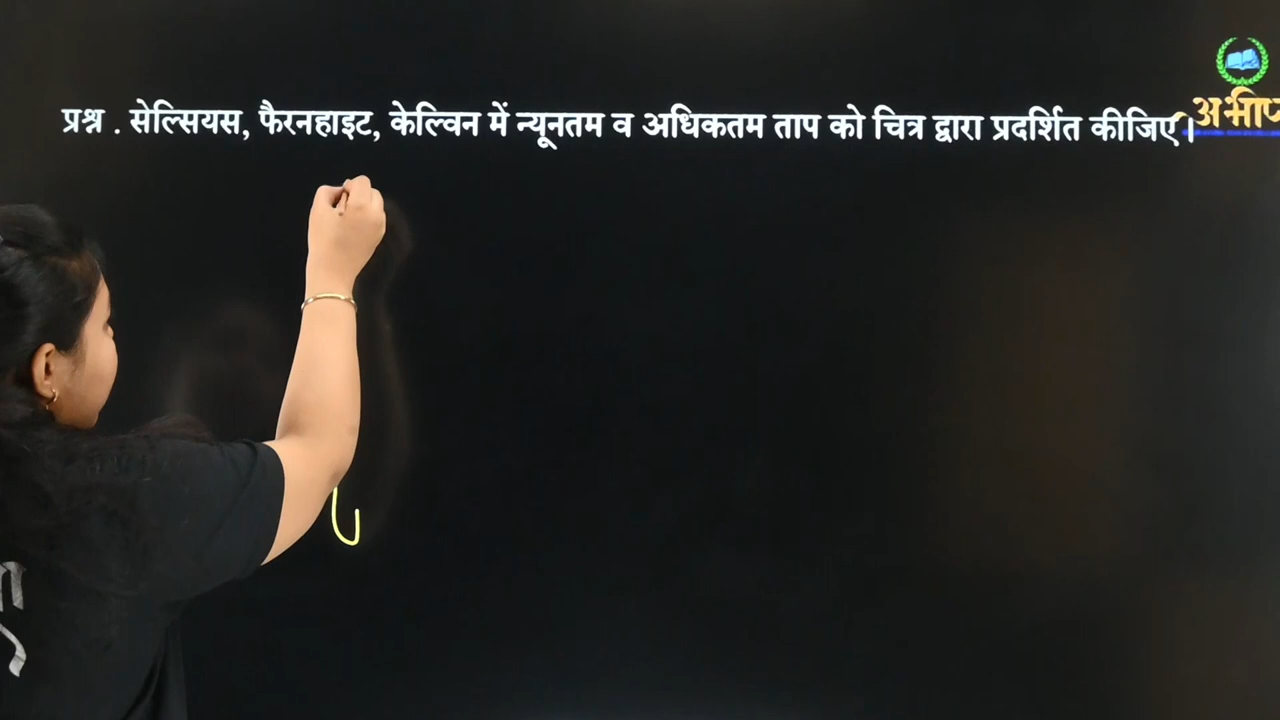 प्रश्न . सेल्सियस, फैरनहाइट, केल्विन में न्यूनतम व अधिकतम ताप को चित्र द्वारा प्रदर्शित कीजिए ।